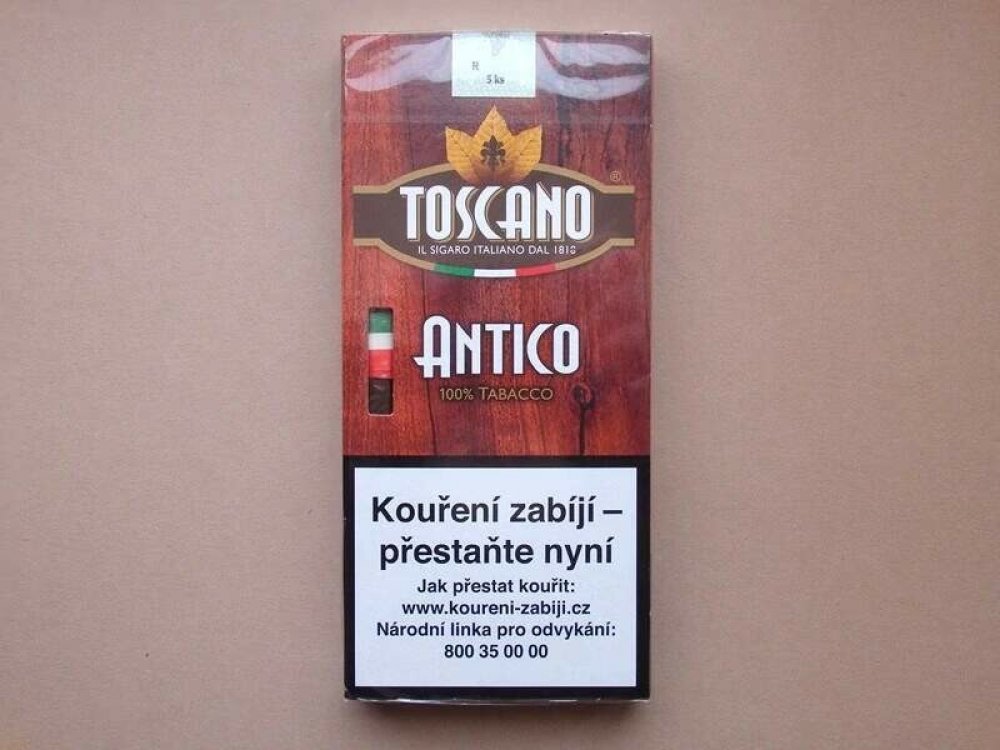 R
5 ks
TOSCANO
®
IL SIGARO ITALIANO DAL 1818
ANTICO
100% TABACCO
Kouření zabíjí –
přestaňte nyní
Jak přestat kouřit:
www.koureni-zabiji.cz
Národní linka pro odvykání:
800 35 00 00